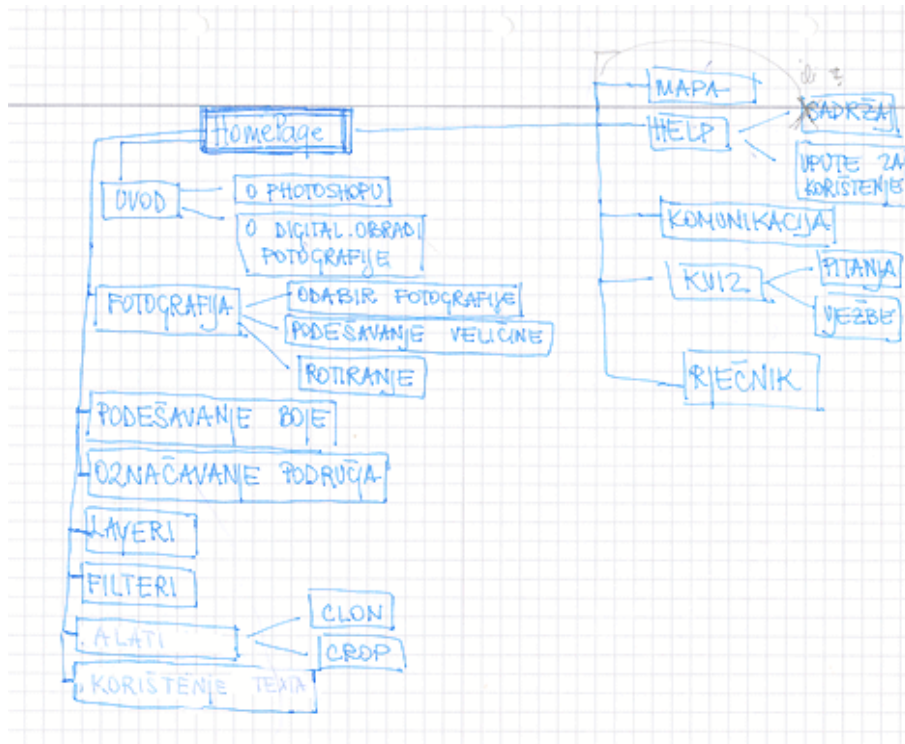 HomePage
UVOD
O PHOTOSHOPU
O DIGITAL. OBRADI
FOTOGRAFIJE
FOTOGRAFIJA
ODABIR FOTOGRAFIJE
PODEŠAVANJE VELIČINE
ROTIRANJE
PODEŠAVANJE BOJE
OZNAČAVANJE PODRUČJA
LAYERI
FILTERI
ALATI
CLON
CROP
KORIŠTENJE TEXTA
MAPA
HELP
SADRŽAJ
UPUTE ZA
KORIŠTENJE
KOMUNIKACIJA
KVIZ
PITANJA
VJEŽBE
RJEČNIK